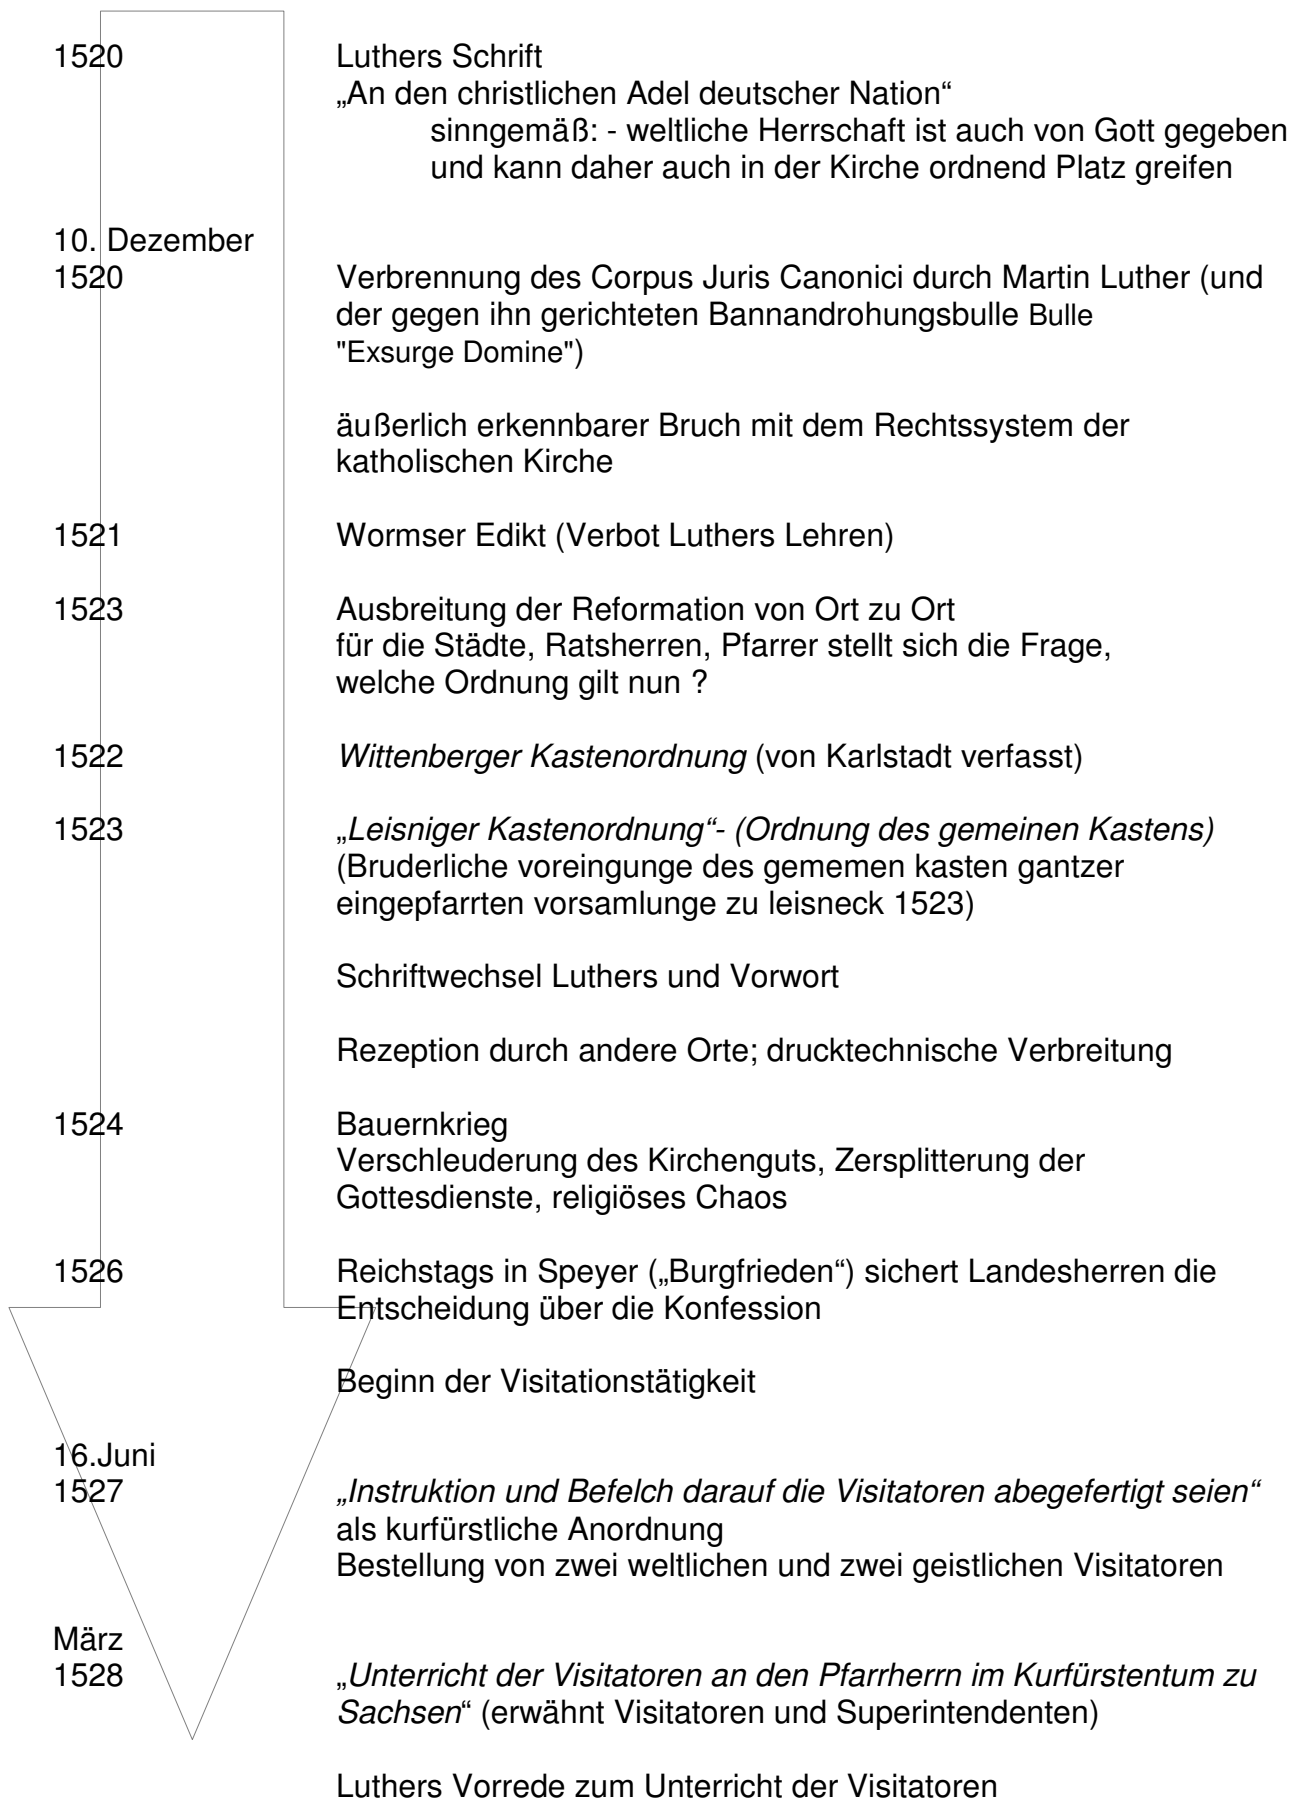 1520 Luthers Schrift
„An den christlichen Adel deutscher Nation“
sinngemäß: - weltliche Herrschaft ist auch von Gott gegeben
und kann daher auch in der Kirche ordnend Platz greifen
10. Dezember
1520 Verbrennung des Corpus Juris Canonici durch Martin Luther (und
der gegen ihn gerichteten Bannandrohungsbulle Bulle
"Exsurge Domine")
äußerlich erkennbarer Bruch mit dem Rechtssystem der
katholischen Kirche
1521 Wormser Edikt (Verbot Luthers Lehren)
1523 Ausbreitung der Reformation von Ort zu Ort
für die Städte, Ratsherren, Pfarrer stellt sich die Frage,
welche Ordnung gilt nun ?
1522 Wittenberger Kastenordnung (von Karlstadt verfasst)
1523 „Leisniger Kastenordnung“- (Ordnung des gemeinen Kastens)
(Bruderliche voreingunge des gememen kasten gantzer
eingepfarrten vorsamlunge zu leisneck 1523)
Schriftwechsel Luthers und Vorwort
Rezeption durch andere Orte; drucktechnische Verbreitung
1524 Bauernkrieg
Verschleuderung des Kirchenguts, Zersplitterung der
Gottesdienste, religiöses Chaos
1526 Reichstags in Speyer („Burgfrieden“) sichert Landesherren die
Entscheidung über die Konfession
Beginn der Visitationstätigkeit
16.Juni
1527 „Instruktion und Befelch darauf die Visitatoren abegefertigt seien“
als kurfürstliche Anordnung
Bestellung von zwei weltlichen und zwei geistlichen Visitatoren
März
1528 „Unterricht der Visitatoren an den Pfarrherrn im Kurfürstentum zu
Sachsen“ (erwähnt Visitatoren und Superintendenten)
Luthers Vorrede zum Unterricht der Visitatoren